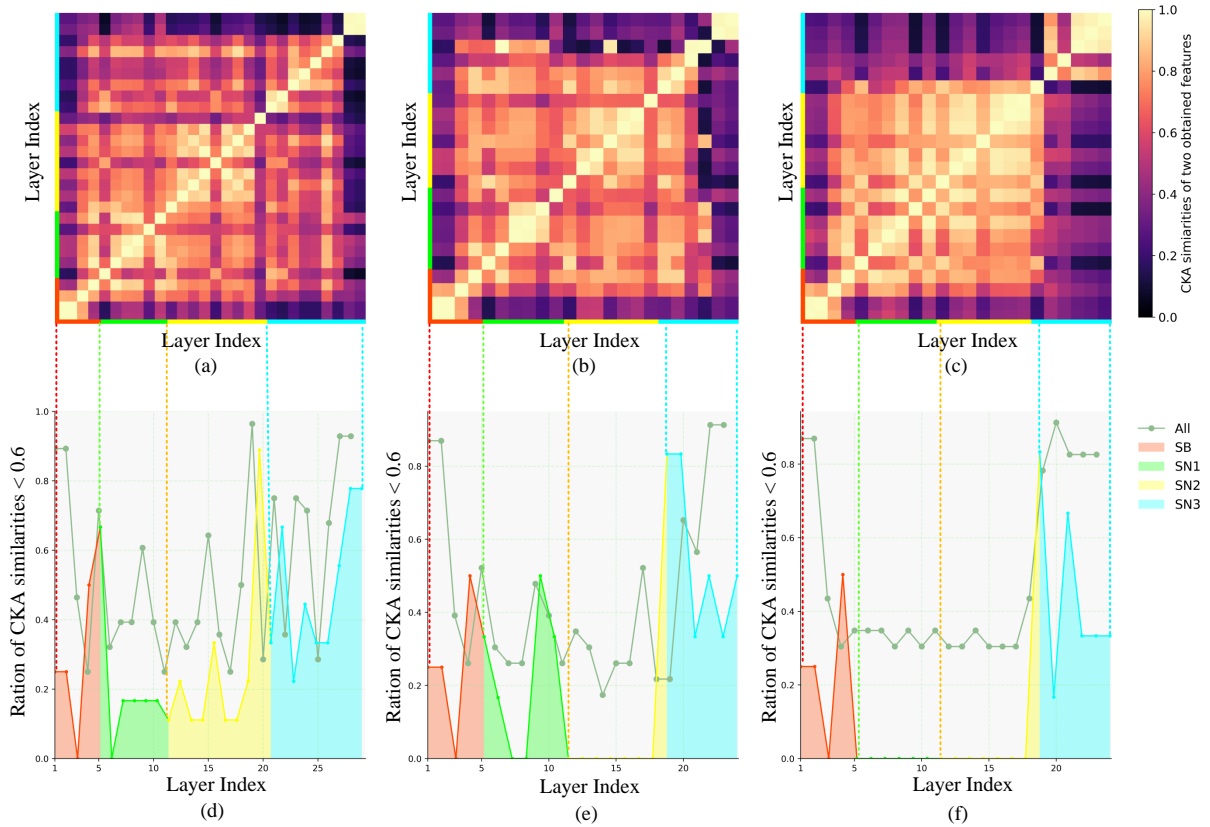 Layer Index
Layer Index
Layer Index
1.0
0.8
0.6
0.4
0.2
0.0
CKA simiarities of two obtained features
Layer Index
Layer Index
Layer Index
(a)
(b)
(c)
Ration of CKA similarities < 0.6
1.0
0.8
0.6
0.4
0.2
0.0
1
5
10
15
20
25
Layer Index
(d)
Ration of CKA similarities < 0.6
0.8
0.6
0.4
0.2
0.0
1
5
10
15
20
Layer Index
(e)
Ration of CKA similarities < 0.6
0.8
0.6
0.4
0.2
0.0
1
5
10
15
20
Layer Index
(f)
All
SB
SN1
SN2
SN3